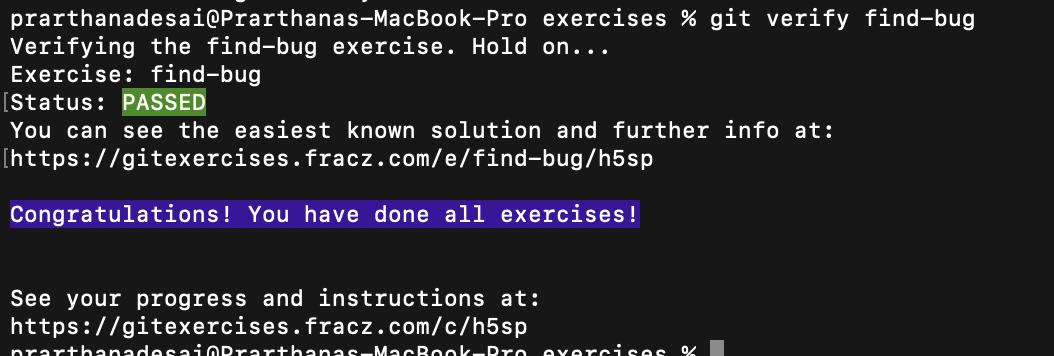 prarthanadesai@Prarthanas-MacBook-Pro exercises % git verify find-bug
Verifying the find-bug exercise. Hold on...
Exercise: find-bug
[Status: PASSED
You can see the easiest known solution and further info at:
[https://gitexercises.fracz.com/e/find-bug/h5sp
Congratulations! You have done all exercises!
See your progress and instructions at:
https://gitexercises.fracz.com/c/h5sp
prarthanadesai@Prarthanas-MacBook-Pro exercises %